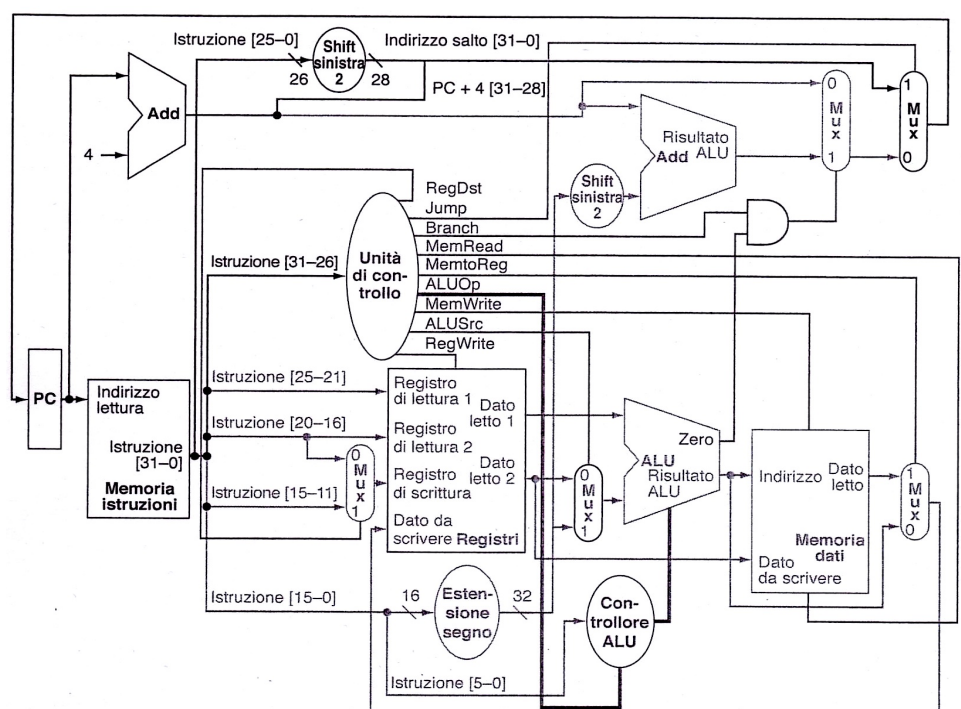 Istruzione [25–0]
26
Shift
sinistra
2
28
Indirizzo salto [31–0]
PC + 4 [31–28]
Add
4
0
M
u
x
1
1
M
u
x
0
Risultato
Add ALU
Shift
sinistra
2
RegDst
Jump
Branch
MemRead
MemtoReg
ALUOp
MemWrite
ALUSrc
RegWrite
Istruzione [31–26]
Unità
di con-
trollo
PC
Indirizzo
lettura
Istruzione
[31–0]
Memoria
istruzioni
Istruzione [25–21]
Istruzione [20–16]
Istruzione [15–11]
0
M
u
x
1
Registro
di lettura 1
Dato
letto 1
Registro
di lettura 2
Dato
letto 2
Registro
di scrittura
Dato da
scrivere Registri
0
M
u
x
1
Zero
ALU
Risultato
ALU
Indirizzo
Dato
letto
Memoria
dati
Dato
da scrivere
1
M
u
x
0
Istruzione [15–0]
16
Esten-
sione
segno
32
Con-
trollore
ALU
Istruzione [5–0]